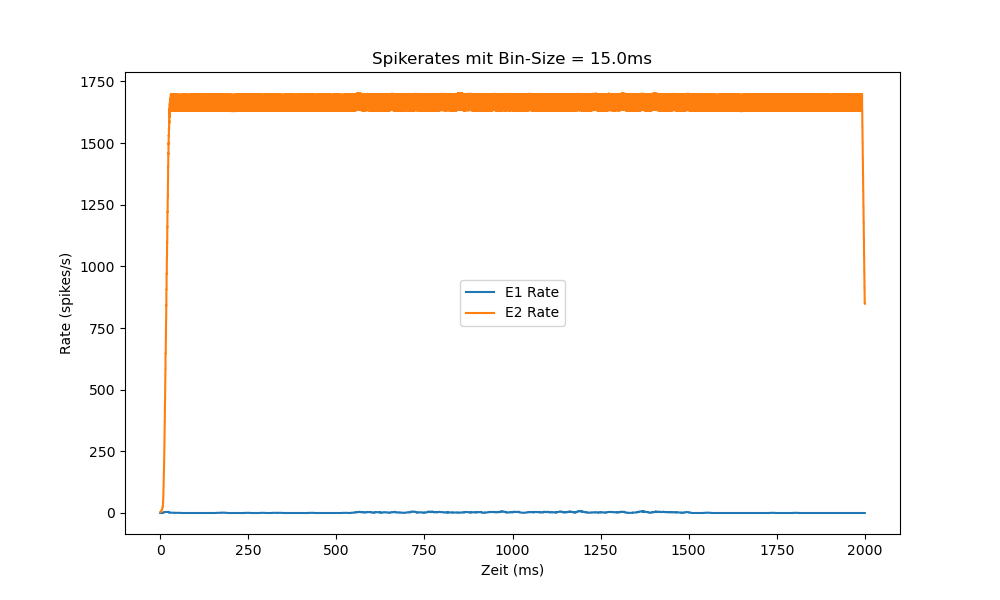 Spikerates mit Bin-Size = 15.0ms
Rate (spikes/s)
1750
1500
1250
1000
750
500
250
0
E1 Rate
E2 Rate
0 250 500 750 1000 1250 1500 1750 2000
Zeit (ms)